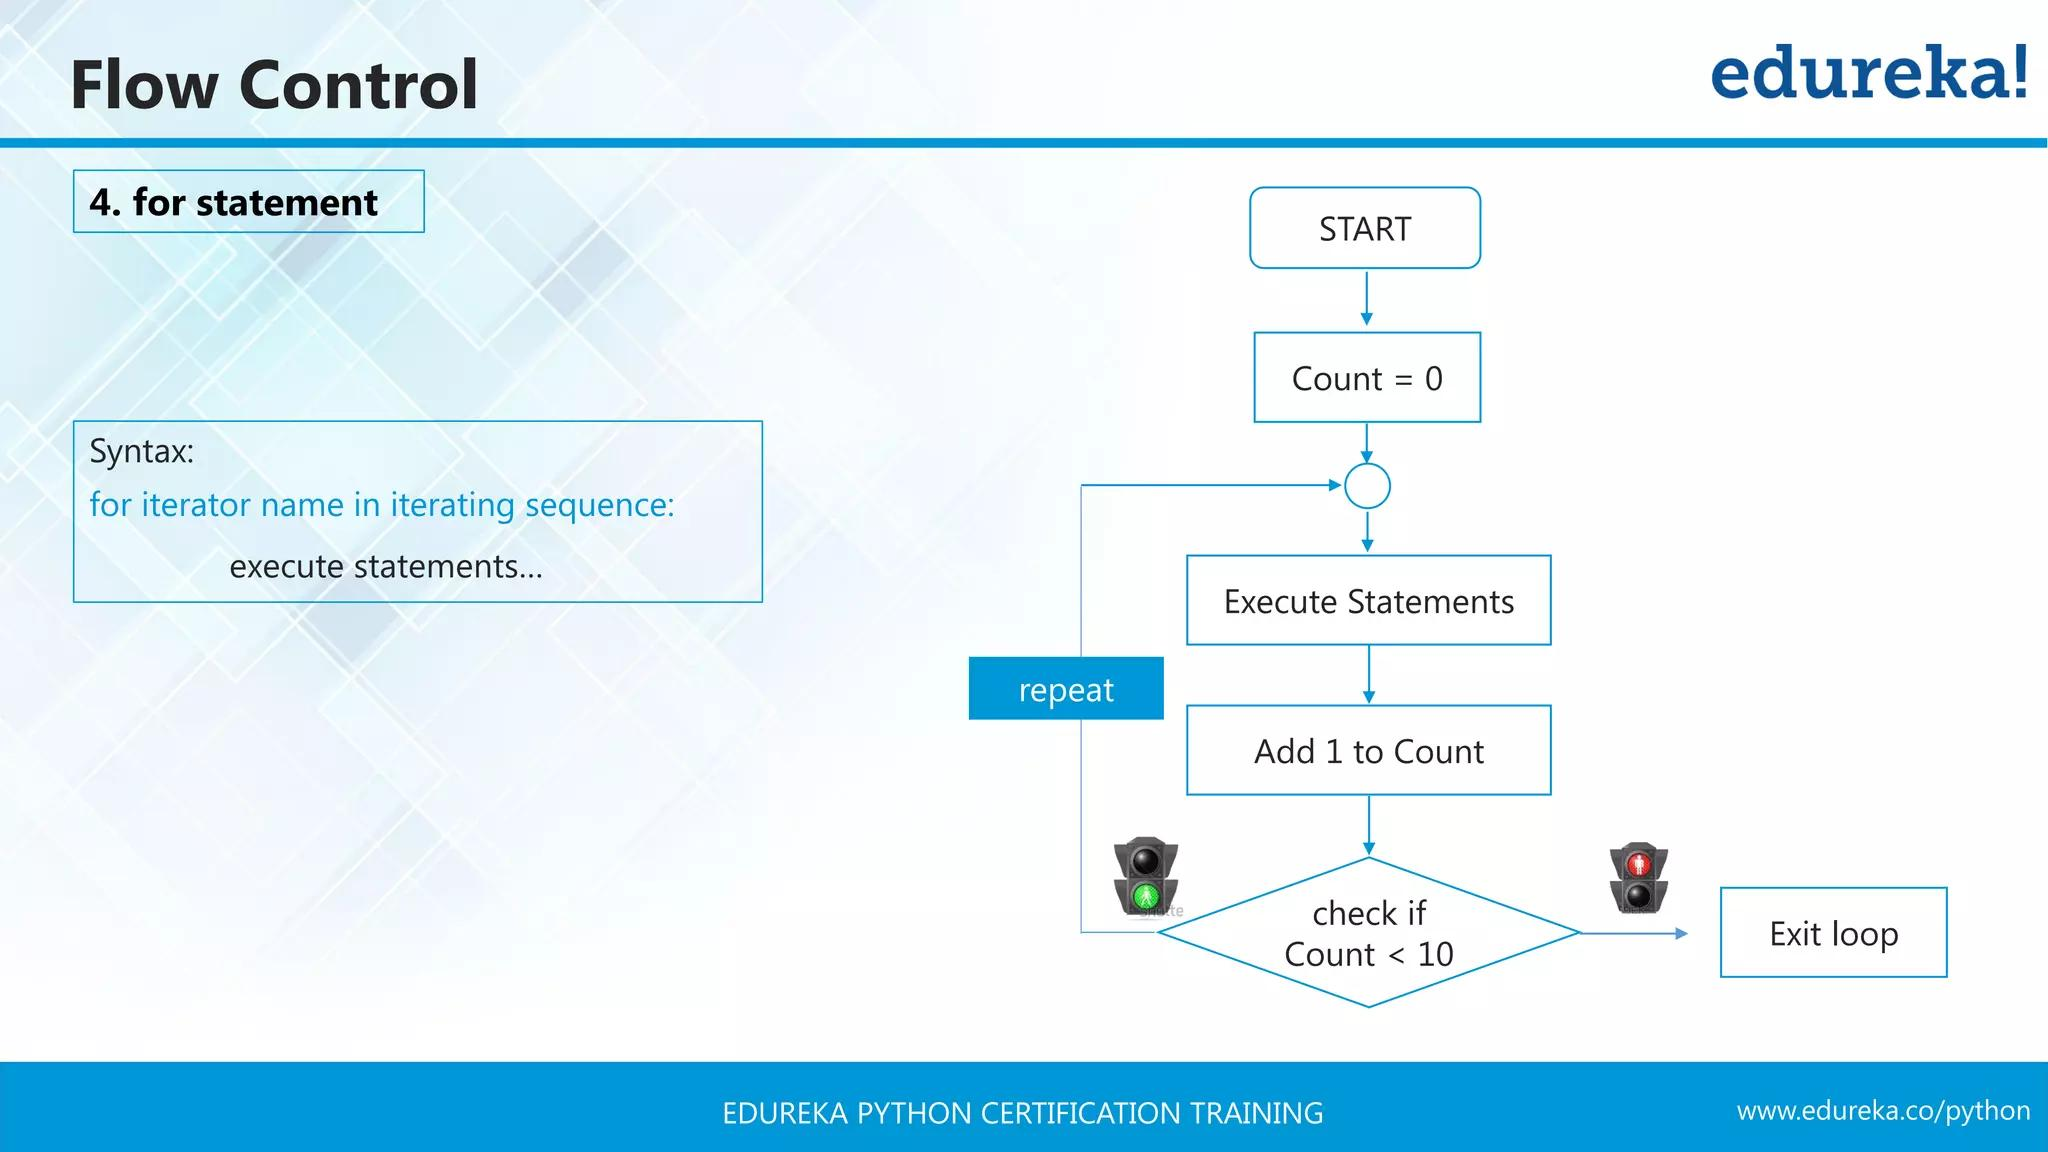 Flow Control
edureka!
4. for statement
Syntax:
for iterator name in iterating sequence:
execute statements...
START
Count = 0
Execute Statements
repeat
Add 1 to Count
check if
Count < 10
Exit loop
EDUREKA PYTHON CERTIFICATION TRAINING
www.edureka.co/python